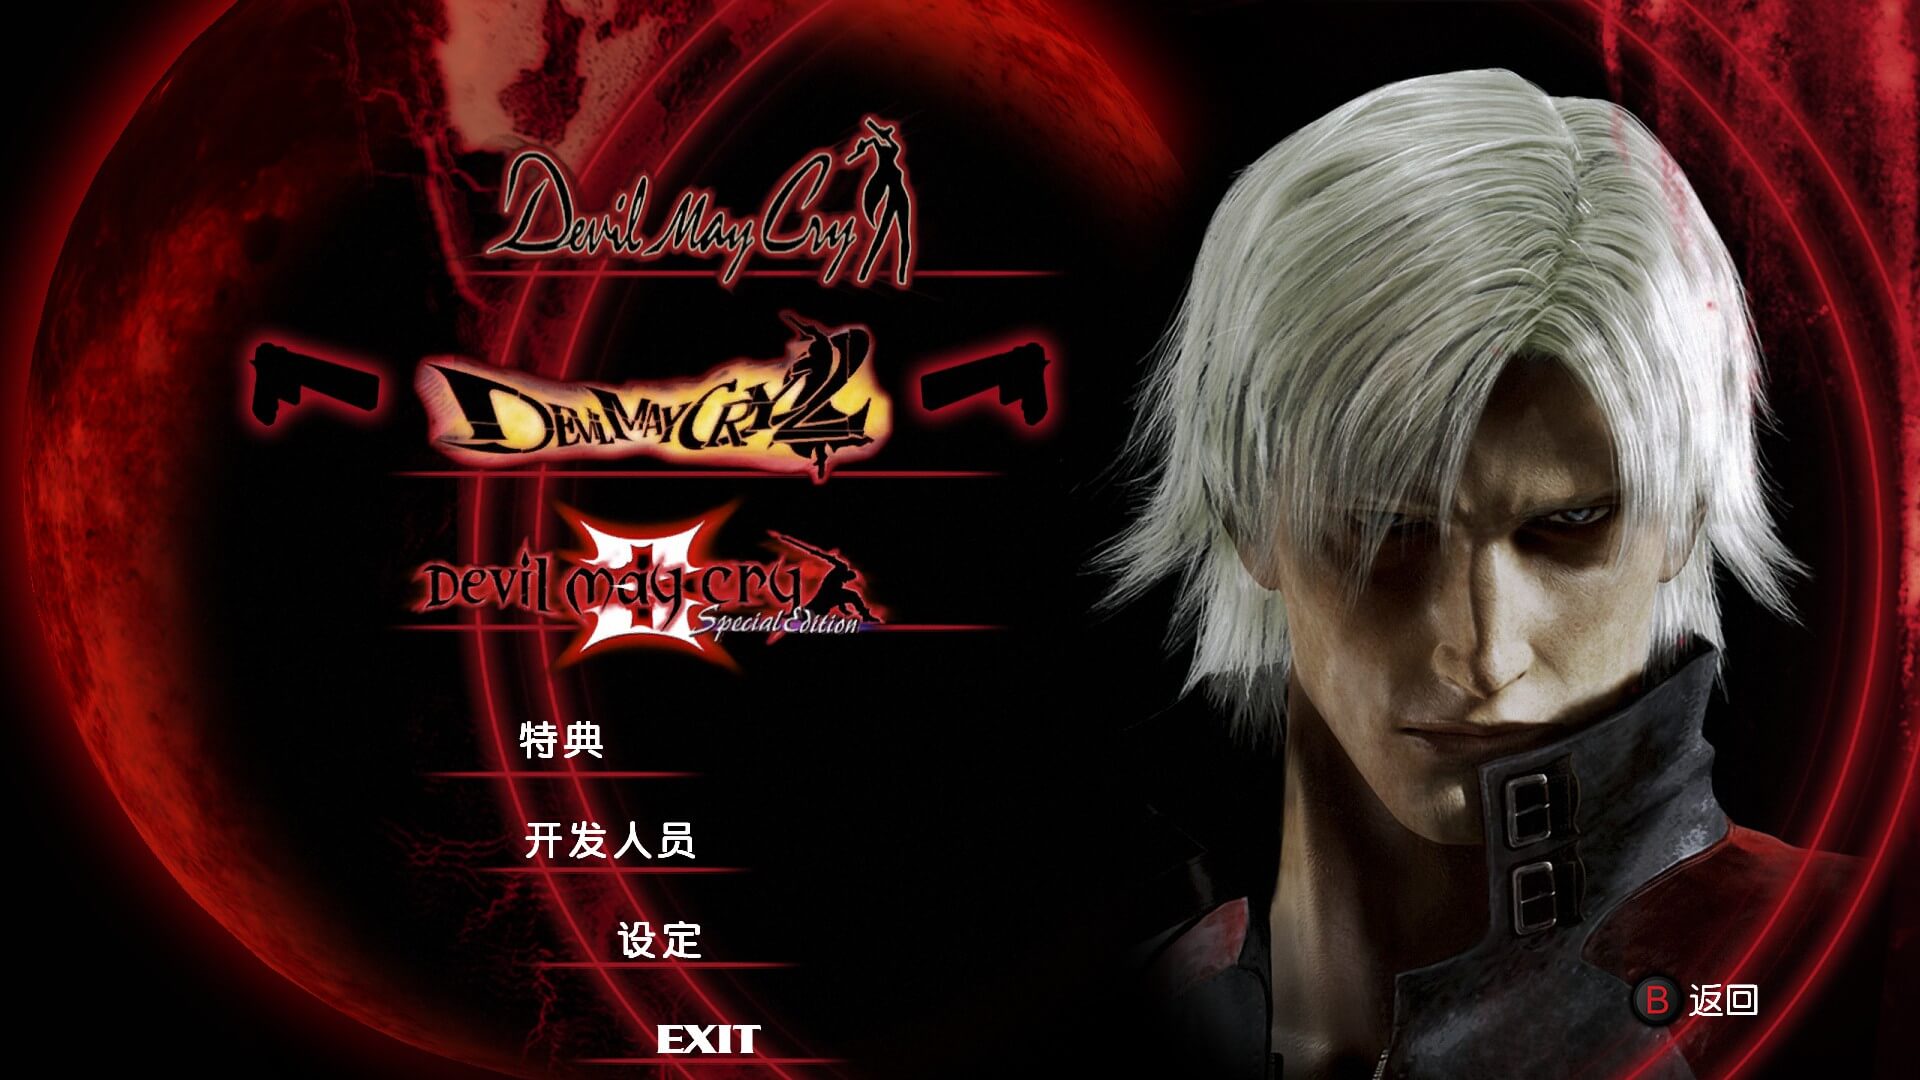 Devil May Cry
DEVIL MAY CRY 2
Devil may cry 3
Special Edition
特典
开发人员
设定
EXIT
B 返回